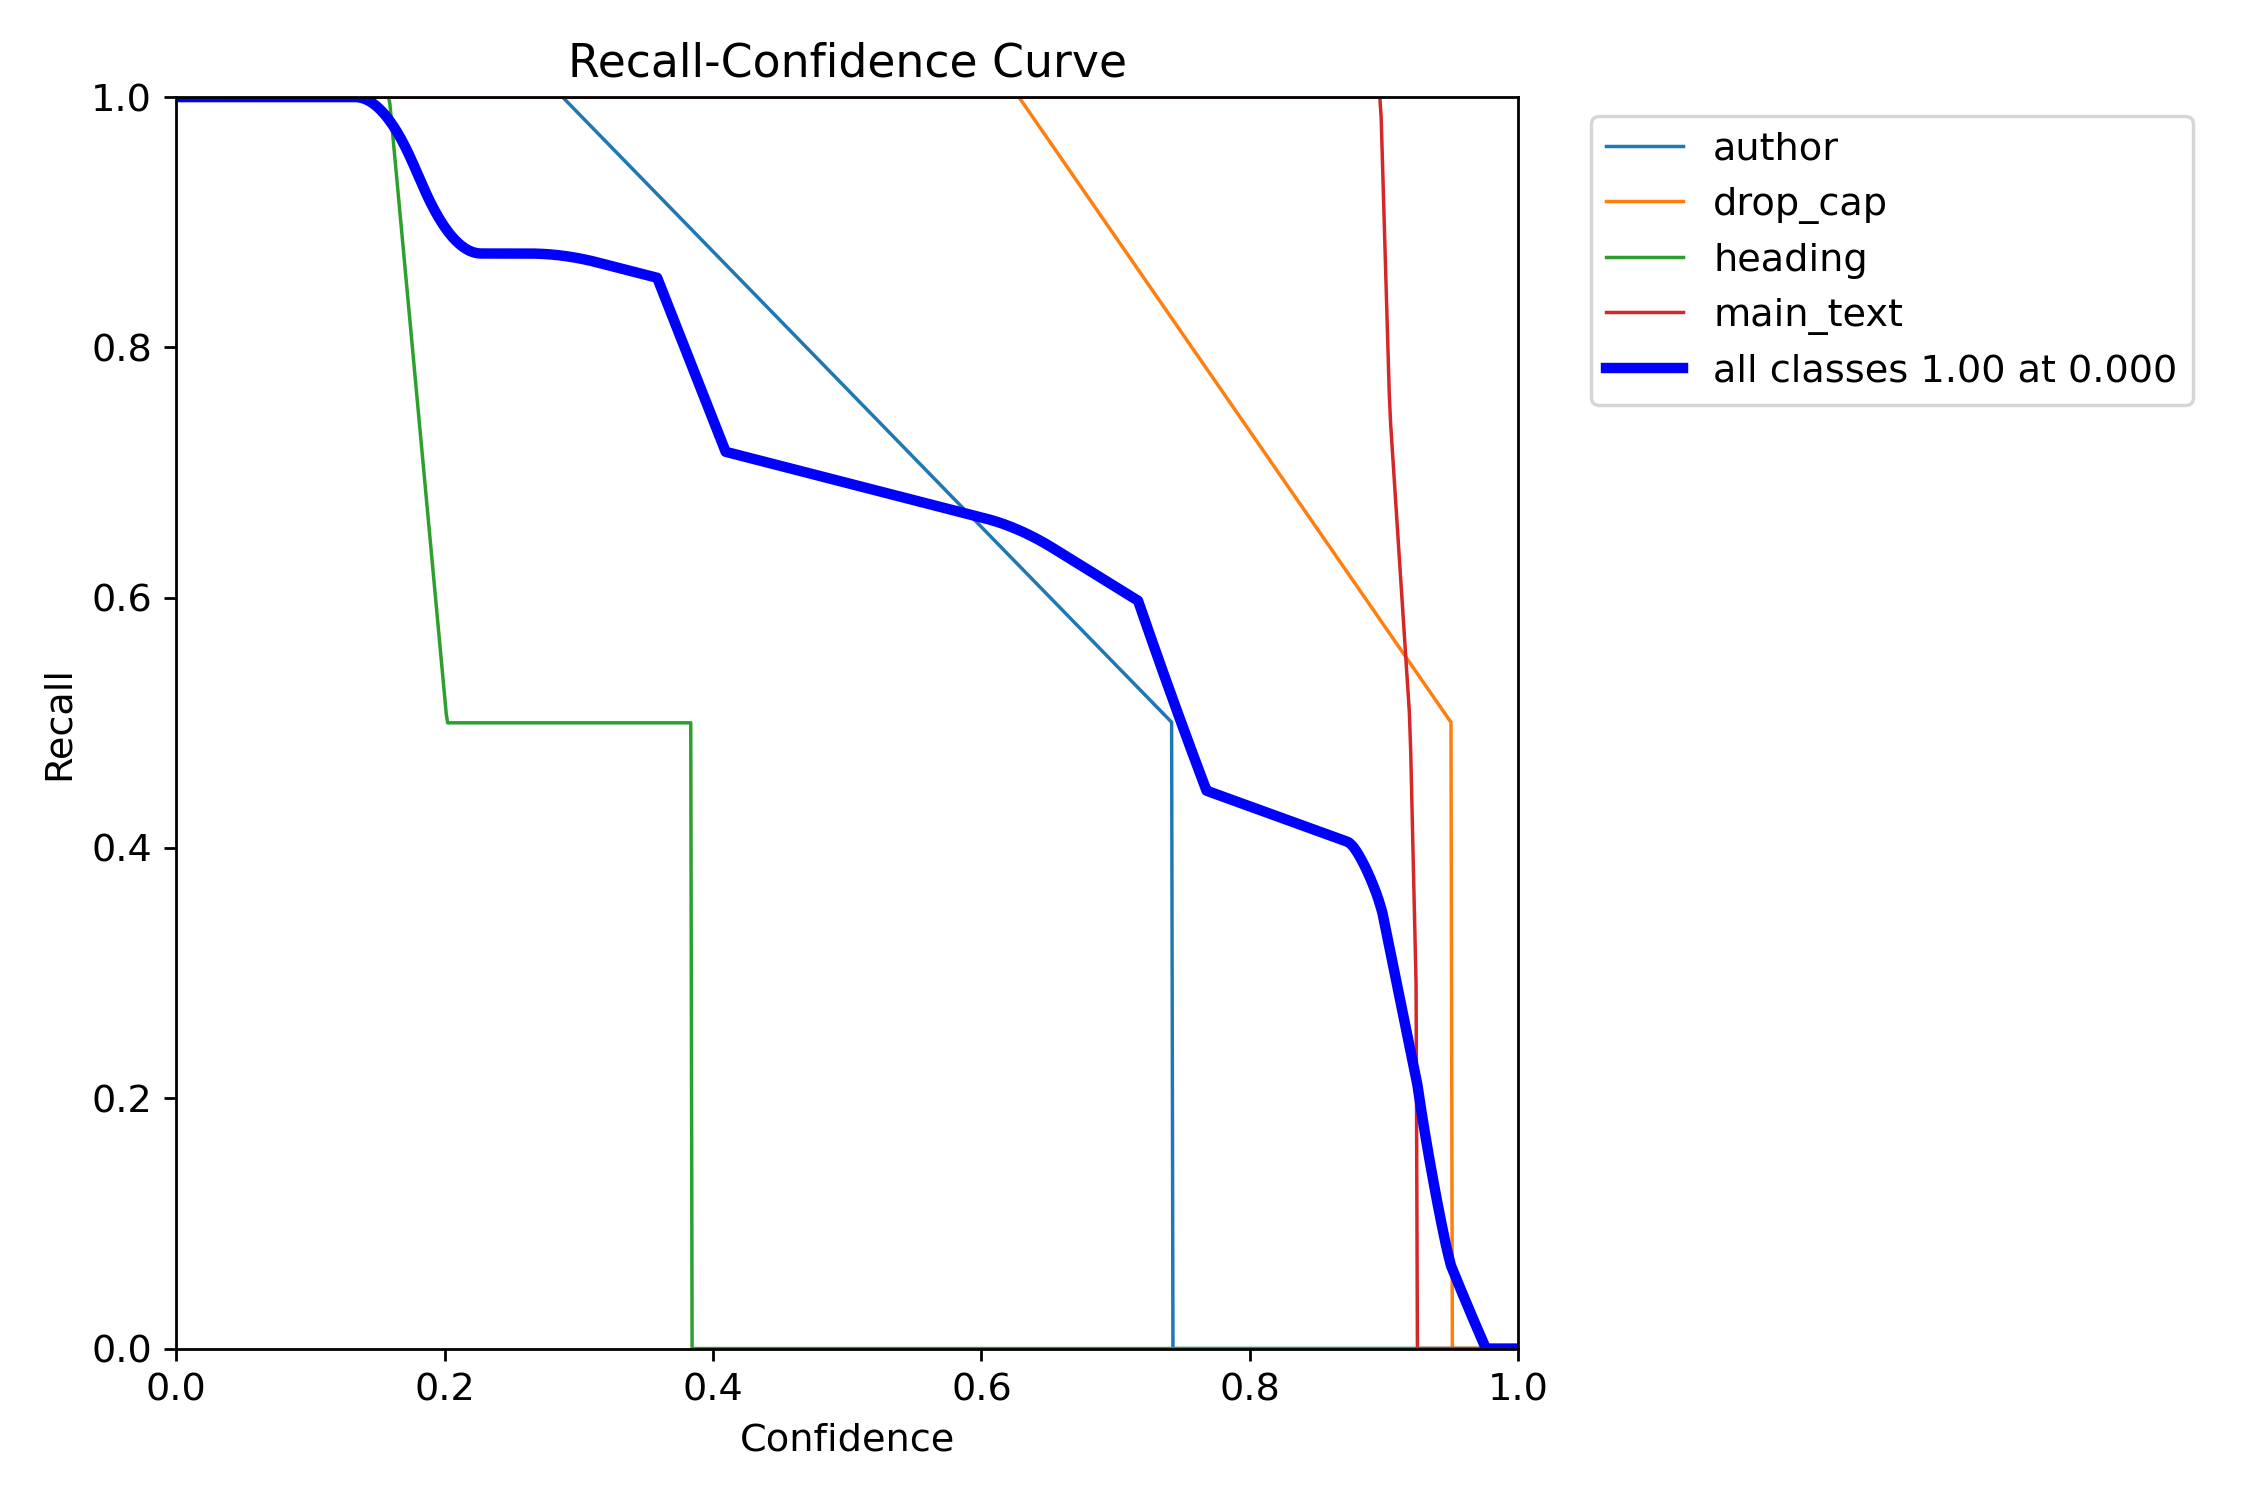 Recall-Confidence Curve
1.0
0.8
0.6
0.4
0.2
0.0
Recall
0.0 0.2 0.4 0.6 0.8 1.0
Confidence
author
drop_cap
heading
main_text
all classes 1.00 at 0.000